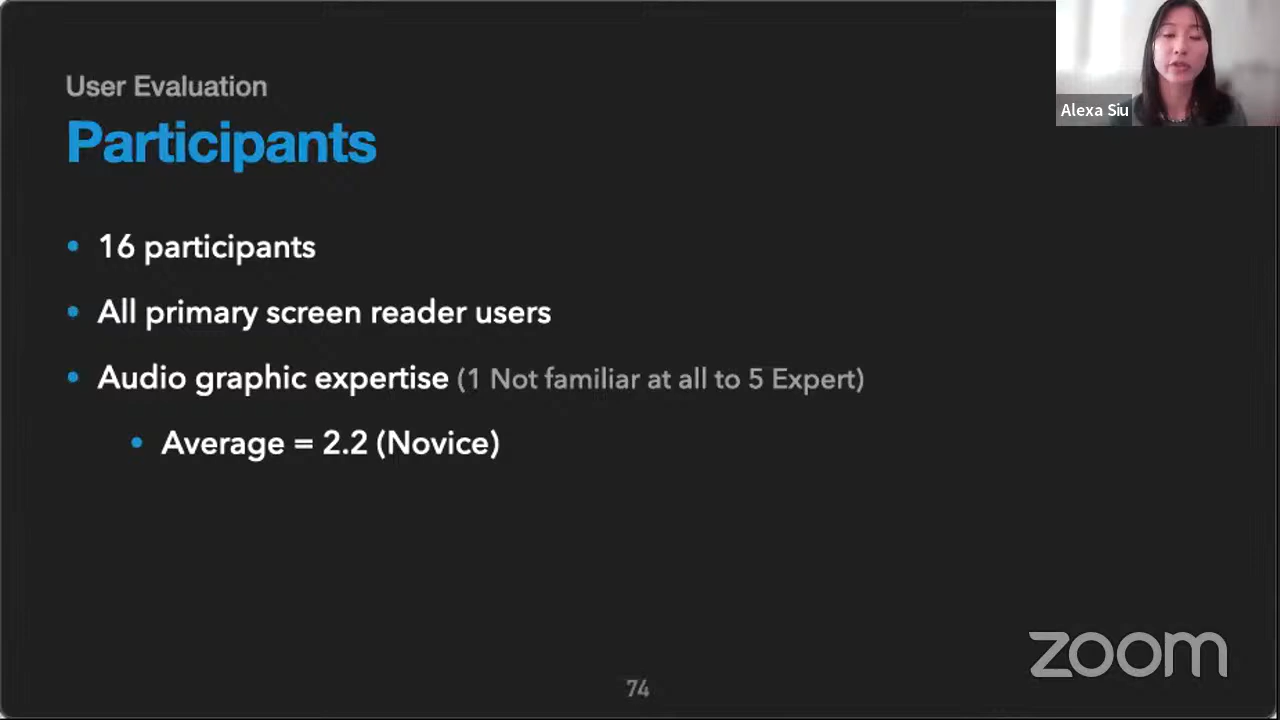 User Evaluation
Participants
Alexa Siu
• 16 participants
• All primary screen reader users
• Audio graphic expertise (1 Not familiar at all to 5 Expert)
• Average = 2.2 (Novice)
zoom
74